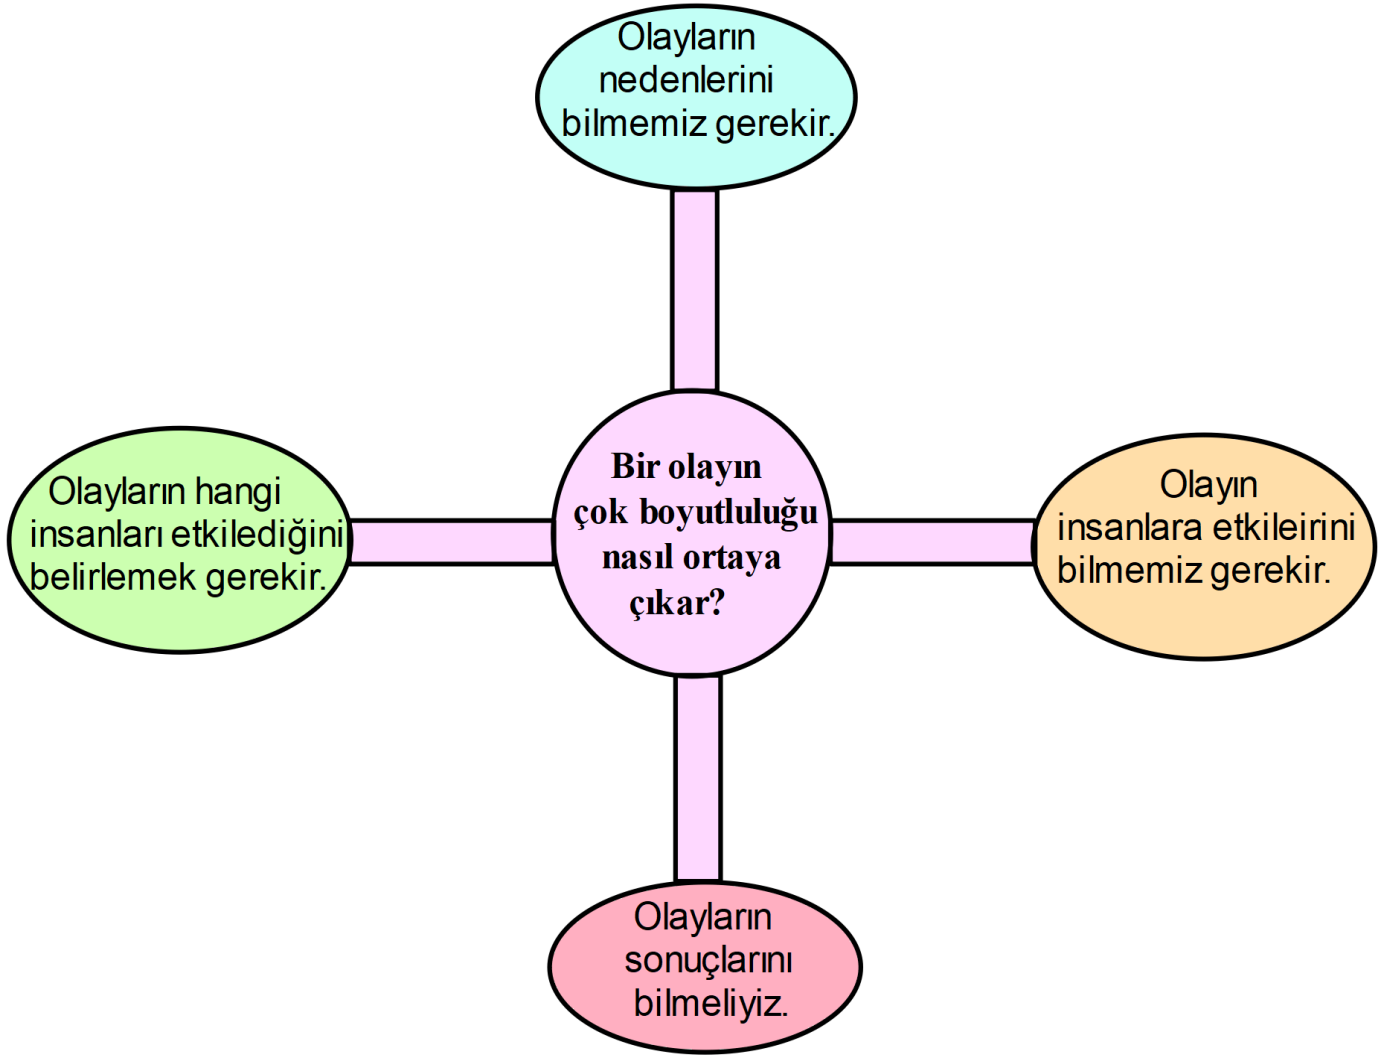 Olayların
nedenlerini
bilmemiz gerekir.
Olayların hangi
insanları etkilediğini
belirlemek gerekir.
Bir olayın
çok boyutluluğu
nasıl ortaya
çıkar?
Olayın
insanlara etkileirini
bilmemiz gerekir.
Olayların
sonuçlarını
bilmeliyiz.